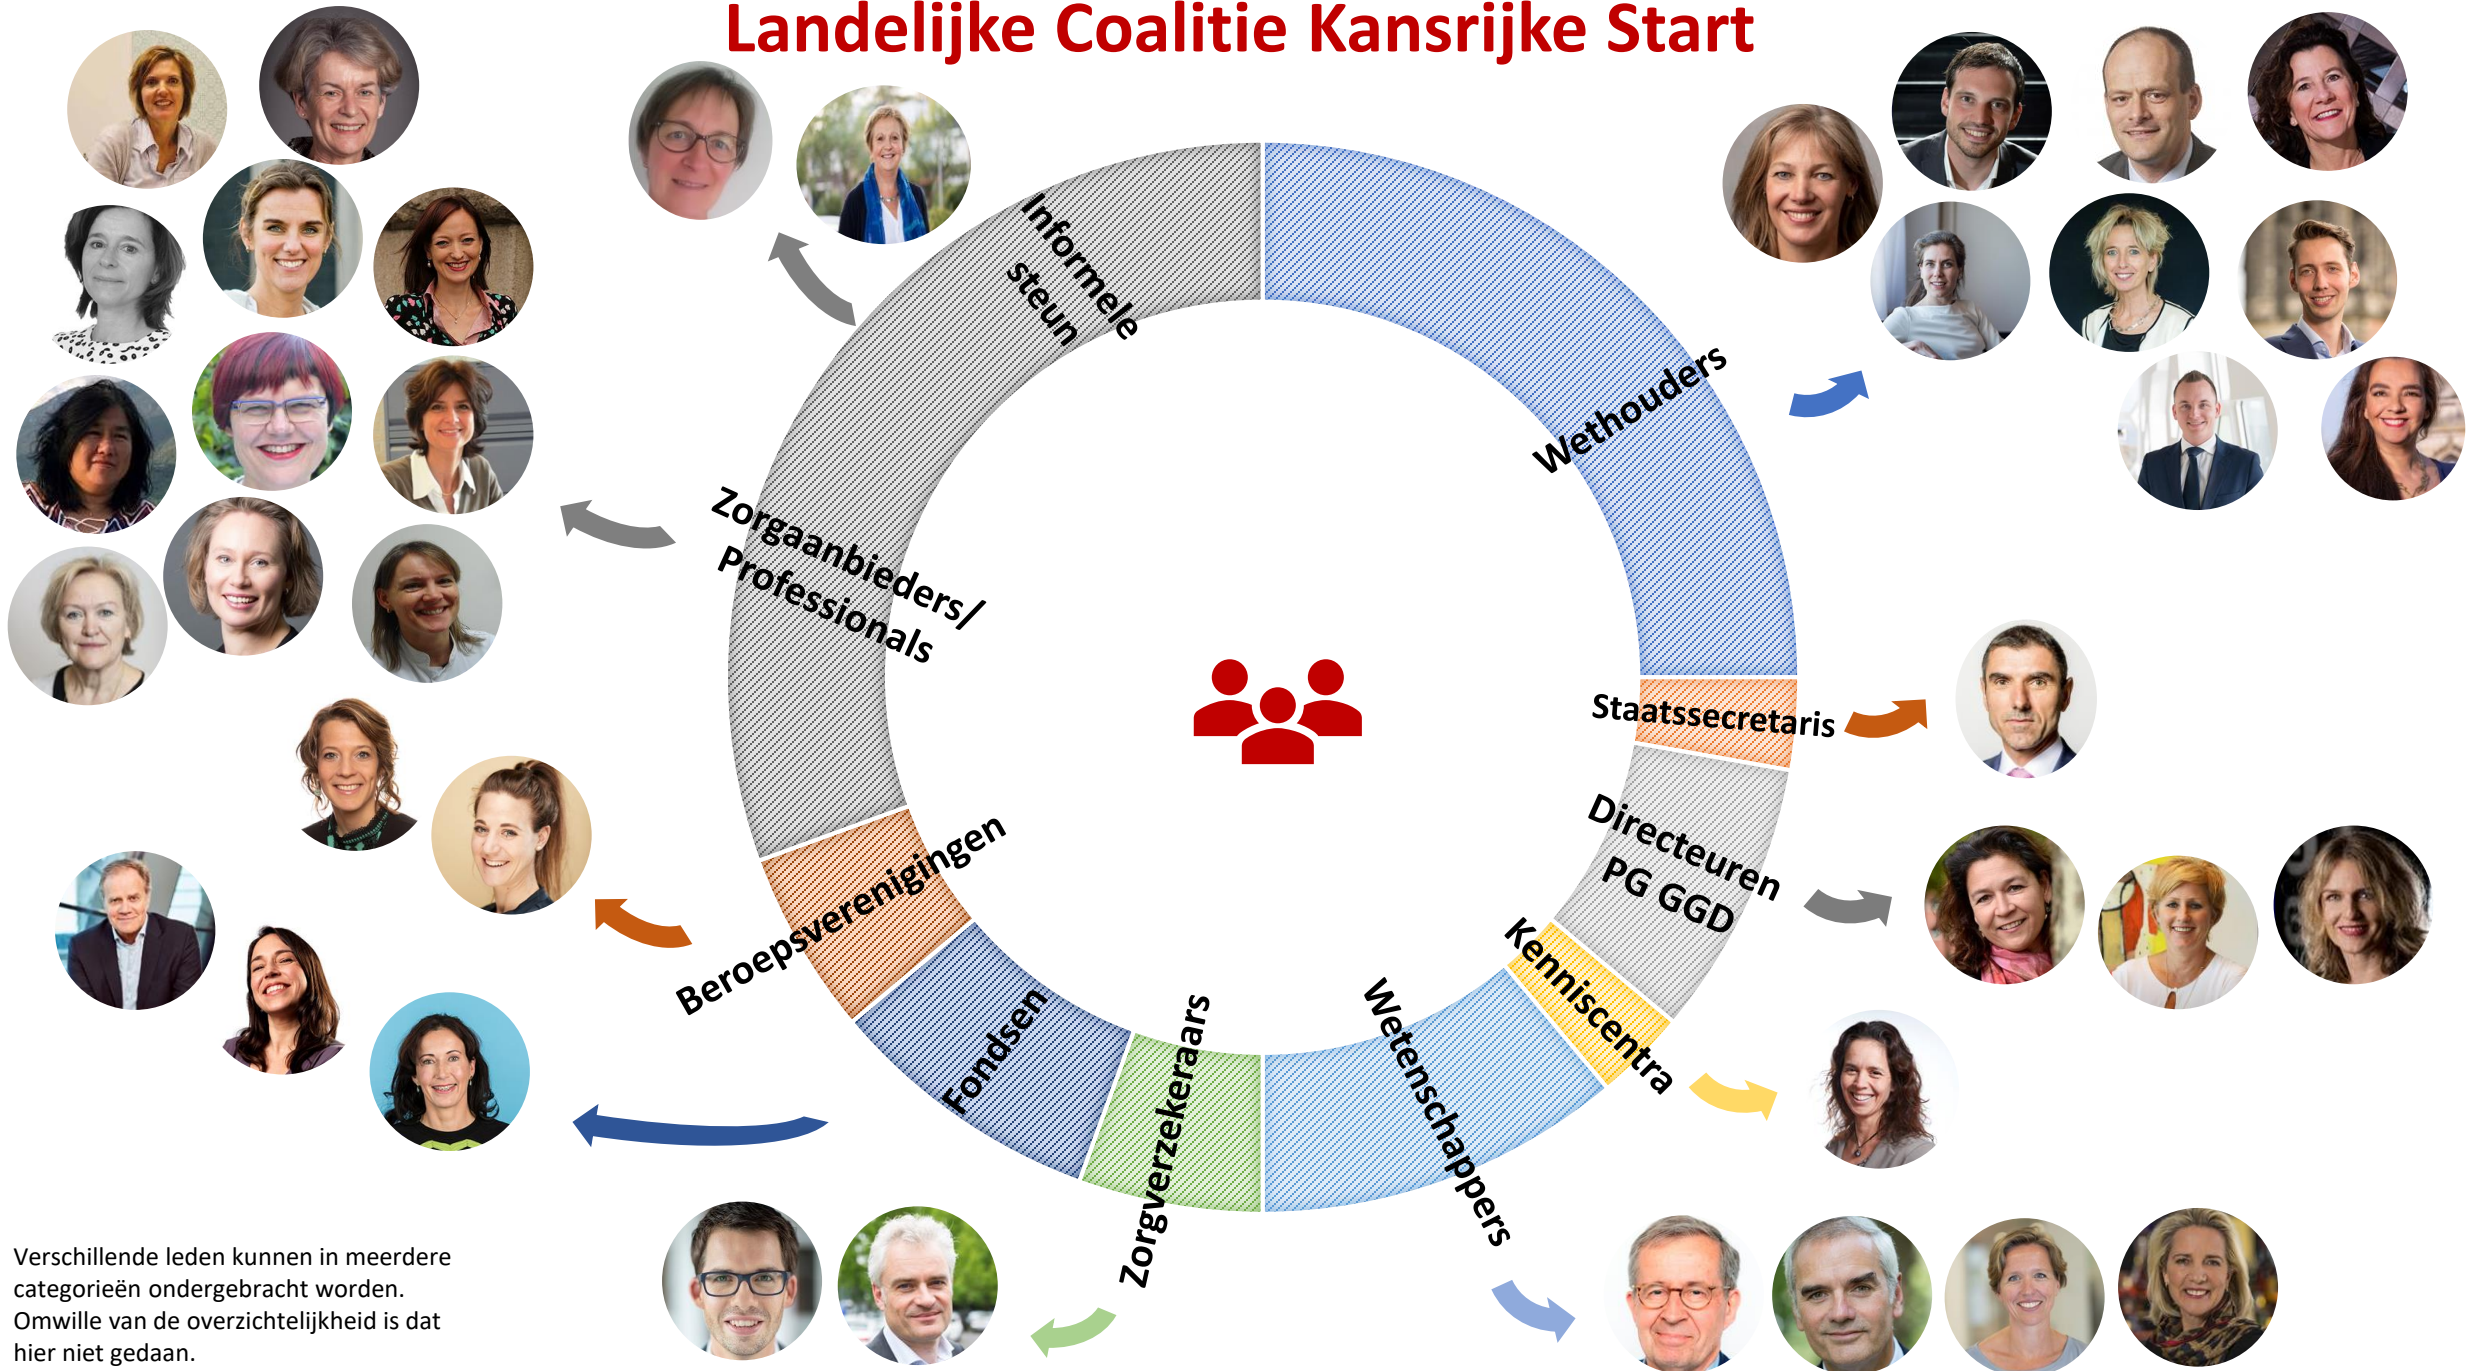 Landelijke Coalitie Kansrijke Start
Informele
steun
Wethouders
Zorgaanbieders/
Professionals
Staatssecretaris
Directeuren
PG GGD
Beroepsverenigingen
Kenniscentra
Fondsen
Zorgverzekeraars
Wetenschappers
Verschillende leden kunnen in meerdere
categorieën ondergebracht worden.
Omwille van de overzichtelijkheid is dat
hier niet gedaan.